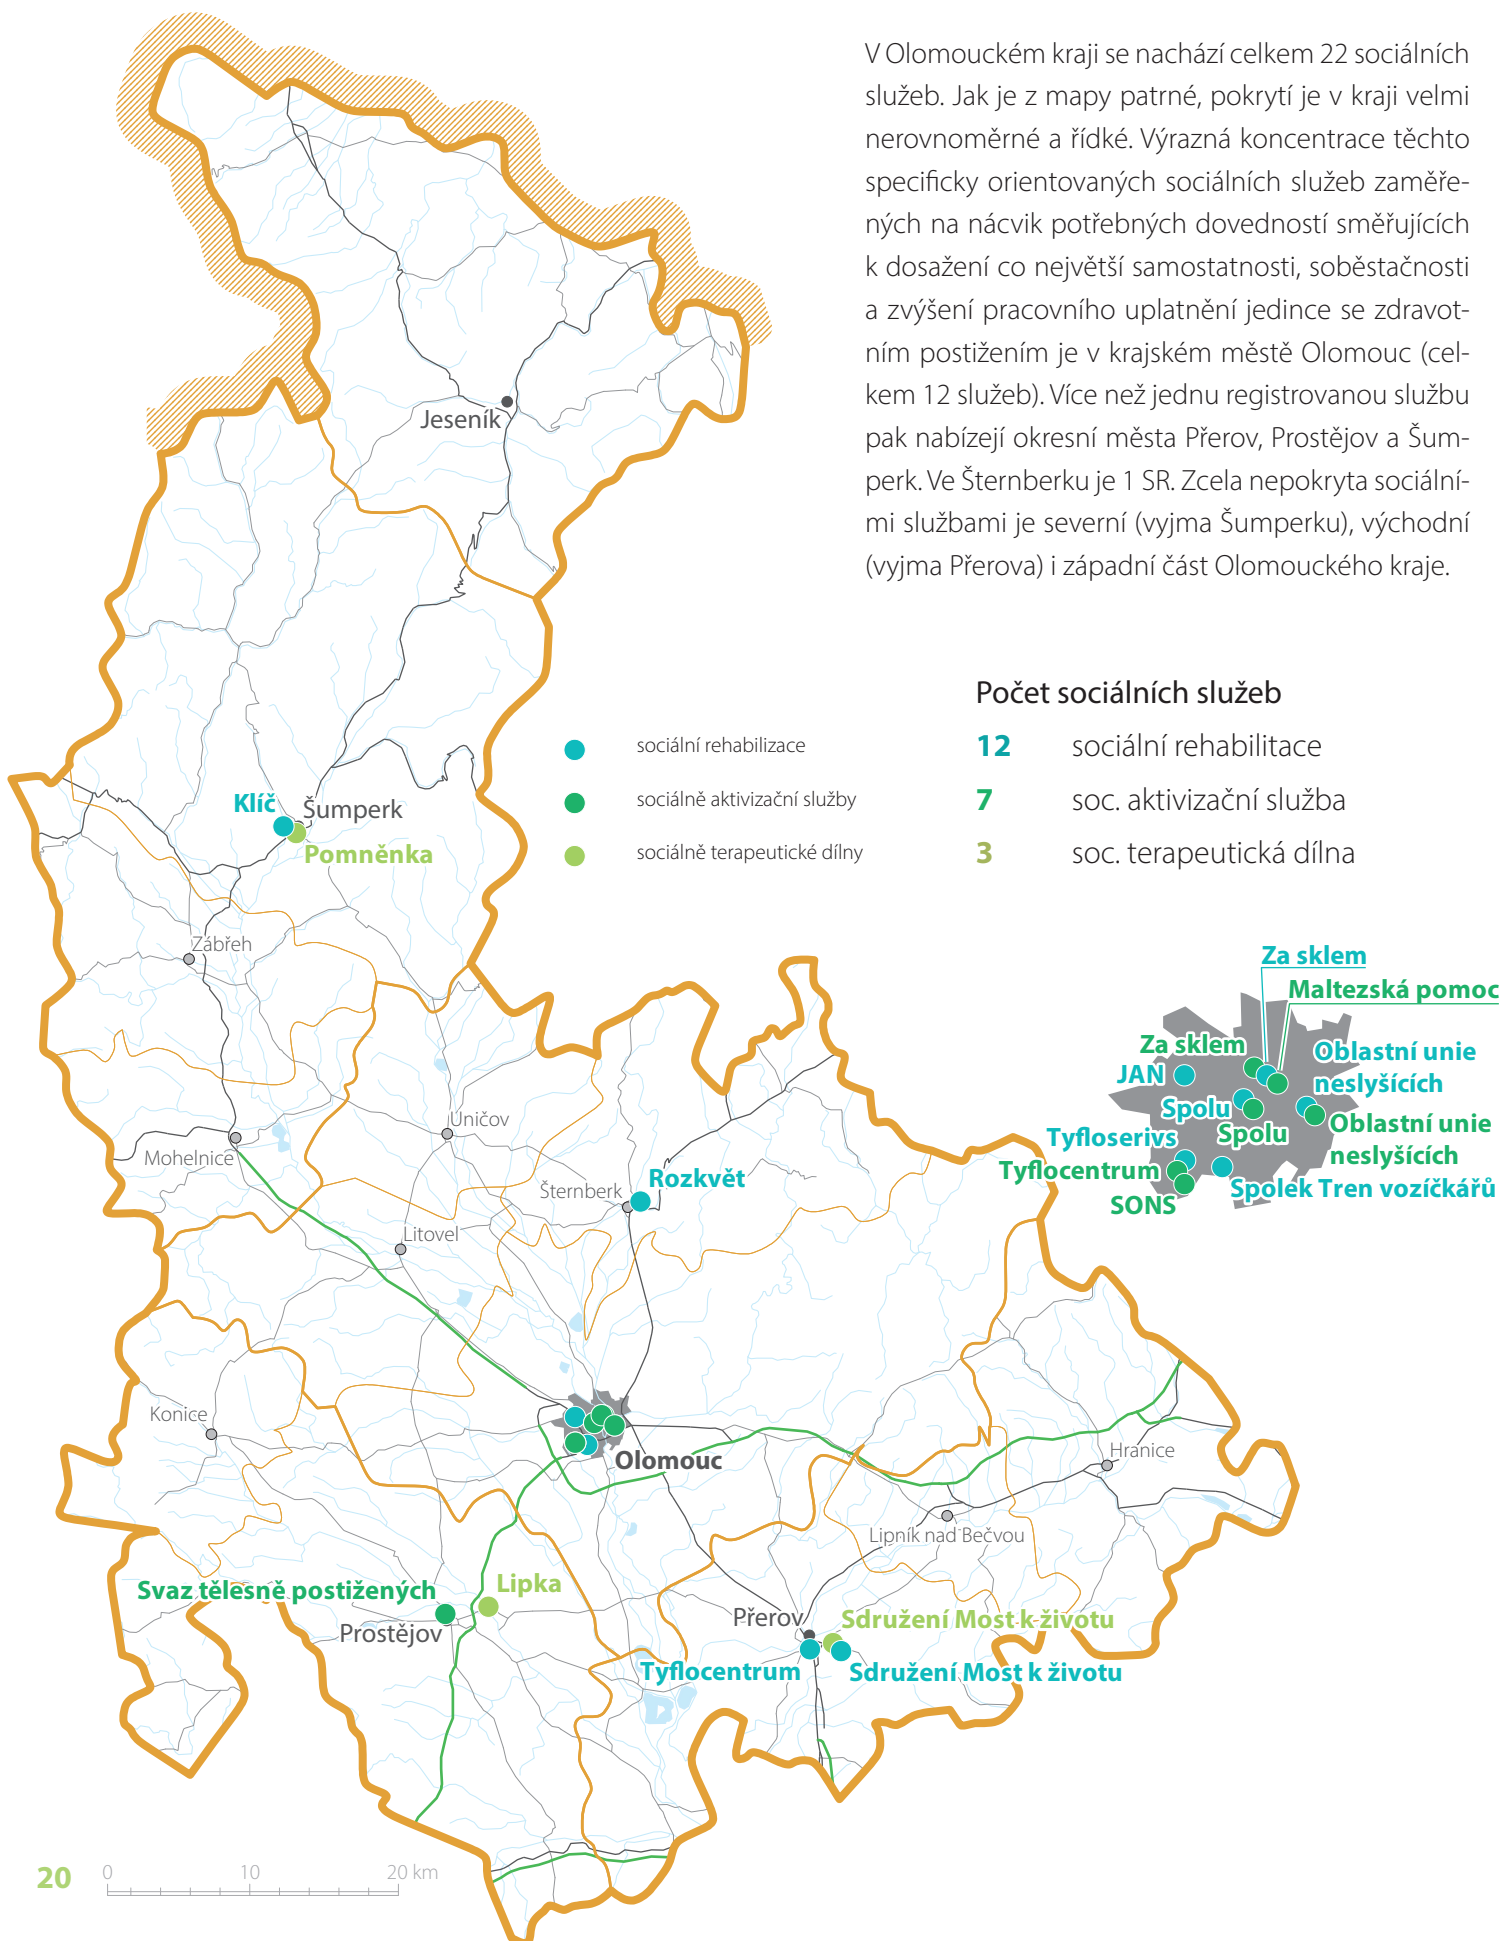 V Olomouckém kraji se nachází celkem 22 sociálních
služeb. Jak je z mapy patrné, pokrytí je v kraji velmi
nerovnoměrné a řídké. Výrazná koncentrace těchto
specificky orientovaných sociálních služeb zaměře-
ných na nácvik potřebných dovedností směřujících
k dosažení co největší samostatnosti, soběstačnosti
a zvýšení pracovního uplatnění jedince se zdravot-
ním postižením je v krajském městě Olomouc (cel-
kem 12 služeb). Více než jednu registrovanou službu
pak nabízejí okresní města Přerov, Prostějov a Šum-
perk. Ve Šternberku je 1 SR. Zcela nepokryta sociální-
mi službami je severní (vyjma Šumperku), východní
(vyjma Přerova) i západní část Olomouckého kraje.
Jeseník
Počet sociálních služeb
12 sociální rehabilitace
7 soc. aktivizační služba
3 soc. terapeutická dílna
sociální rehabilizace
sociálně aktivizační služby
sociálně terapeutické dílny
Klíč
Šumperk
Pomněnka
Zábřeh
Za sklem
Maltezská pomoc
Za sklem
Oblastní unie
neslyšících
JAN
Spolu
Spolu
Oblastní unie
neslyšících
Tyfloserivs
Tyflocentrum
Spolek Tren vozíčkářů
SONS
Uničov
Mohelnice
Rozkvět
Šternberk
Litovel
Konice
Olomouc
Hranice
Lipník nad Bečvou
Svaz tělesně postižených
Lipka
Prostějov
Přerov
Sdružení Most k životu
Tyflocentrum
Sdružení Most k životu
20
0 10 20 km